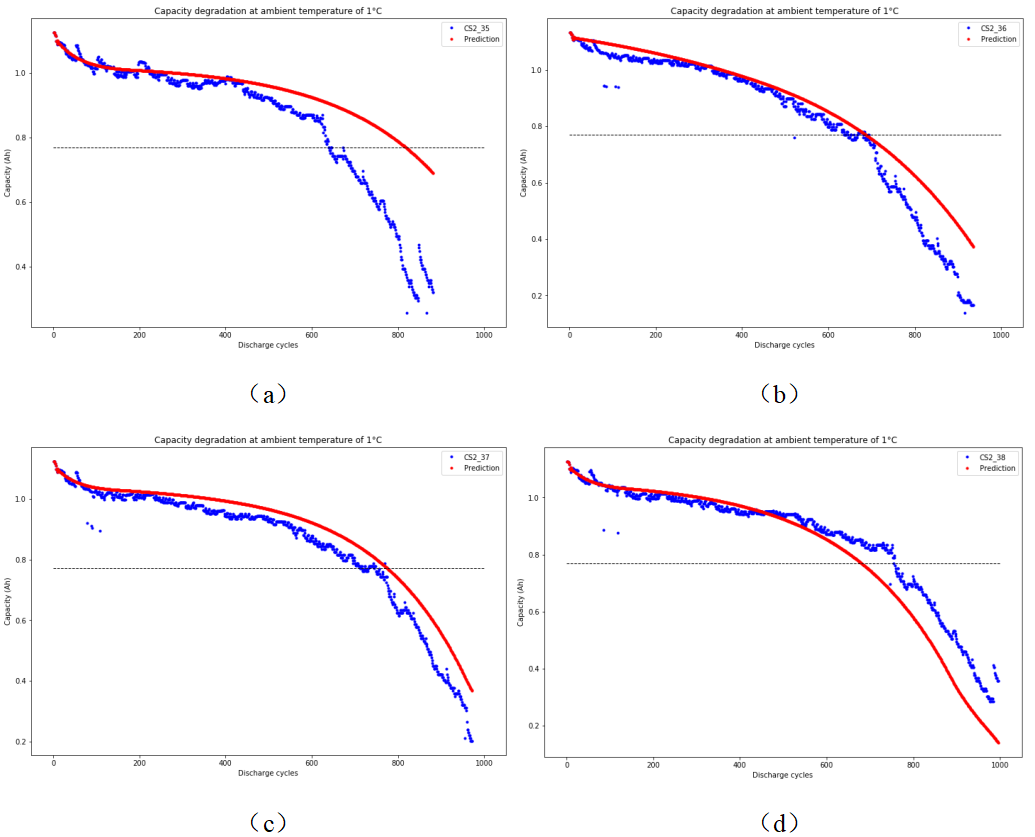 Capacity degradation at ambient temperature of 1°C
CS2_35
Prediction
Capacity (Ah)
1.0
0.8
0.6
0.4
0 200 400 600 800 1000
Discharge cycles
(a)
Capacity degradation at ambient temperature of 1°C
CS2_36
Prediction
Capacity (Ah)
1.0
0.8
0.6
0.4
0.2
0 200 400 600 800 1000
Discharge cycles
(b)
Capacity degradation at ambient temperature of 1°C
CS2_37
Prediction
Capacity (Ah)
1.0
0.8
0.6
0.4
0.2
0 200 400 600 800 1000
Discharge cycles
(c)
Capacity degradation at ambient temperature of 1°C
CS2_38
Prediction
Capacity (Ah)
1.0
0.8
0.6
0.4
0.2
0 200 400 600 800 1000
Discharge cycles
(d)